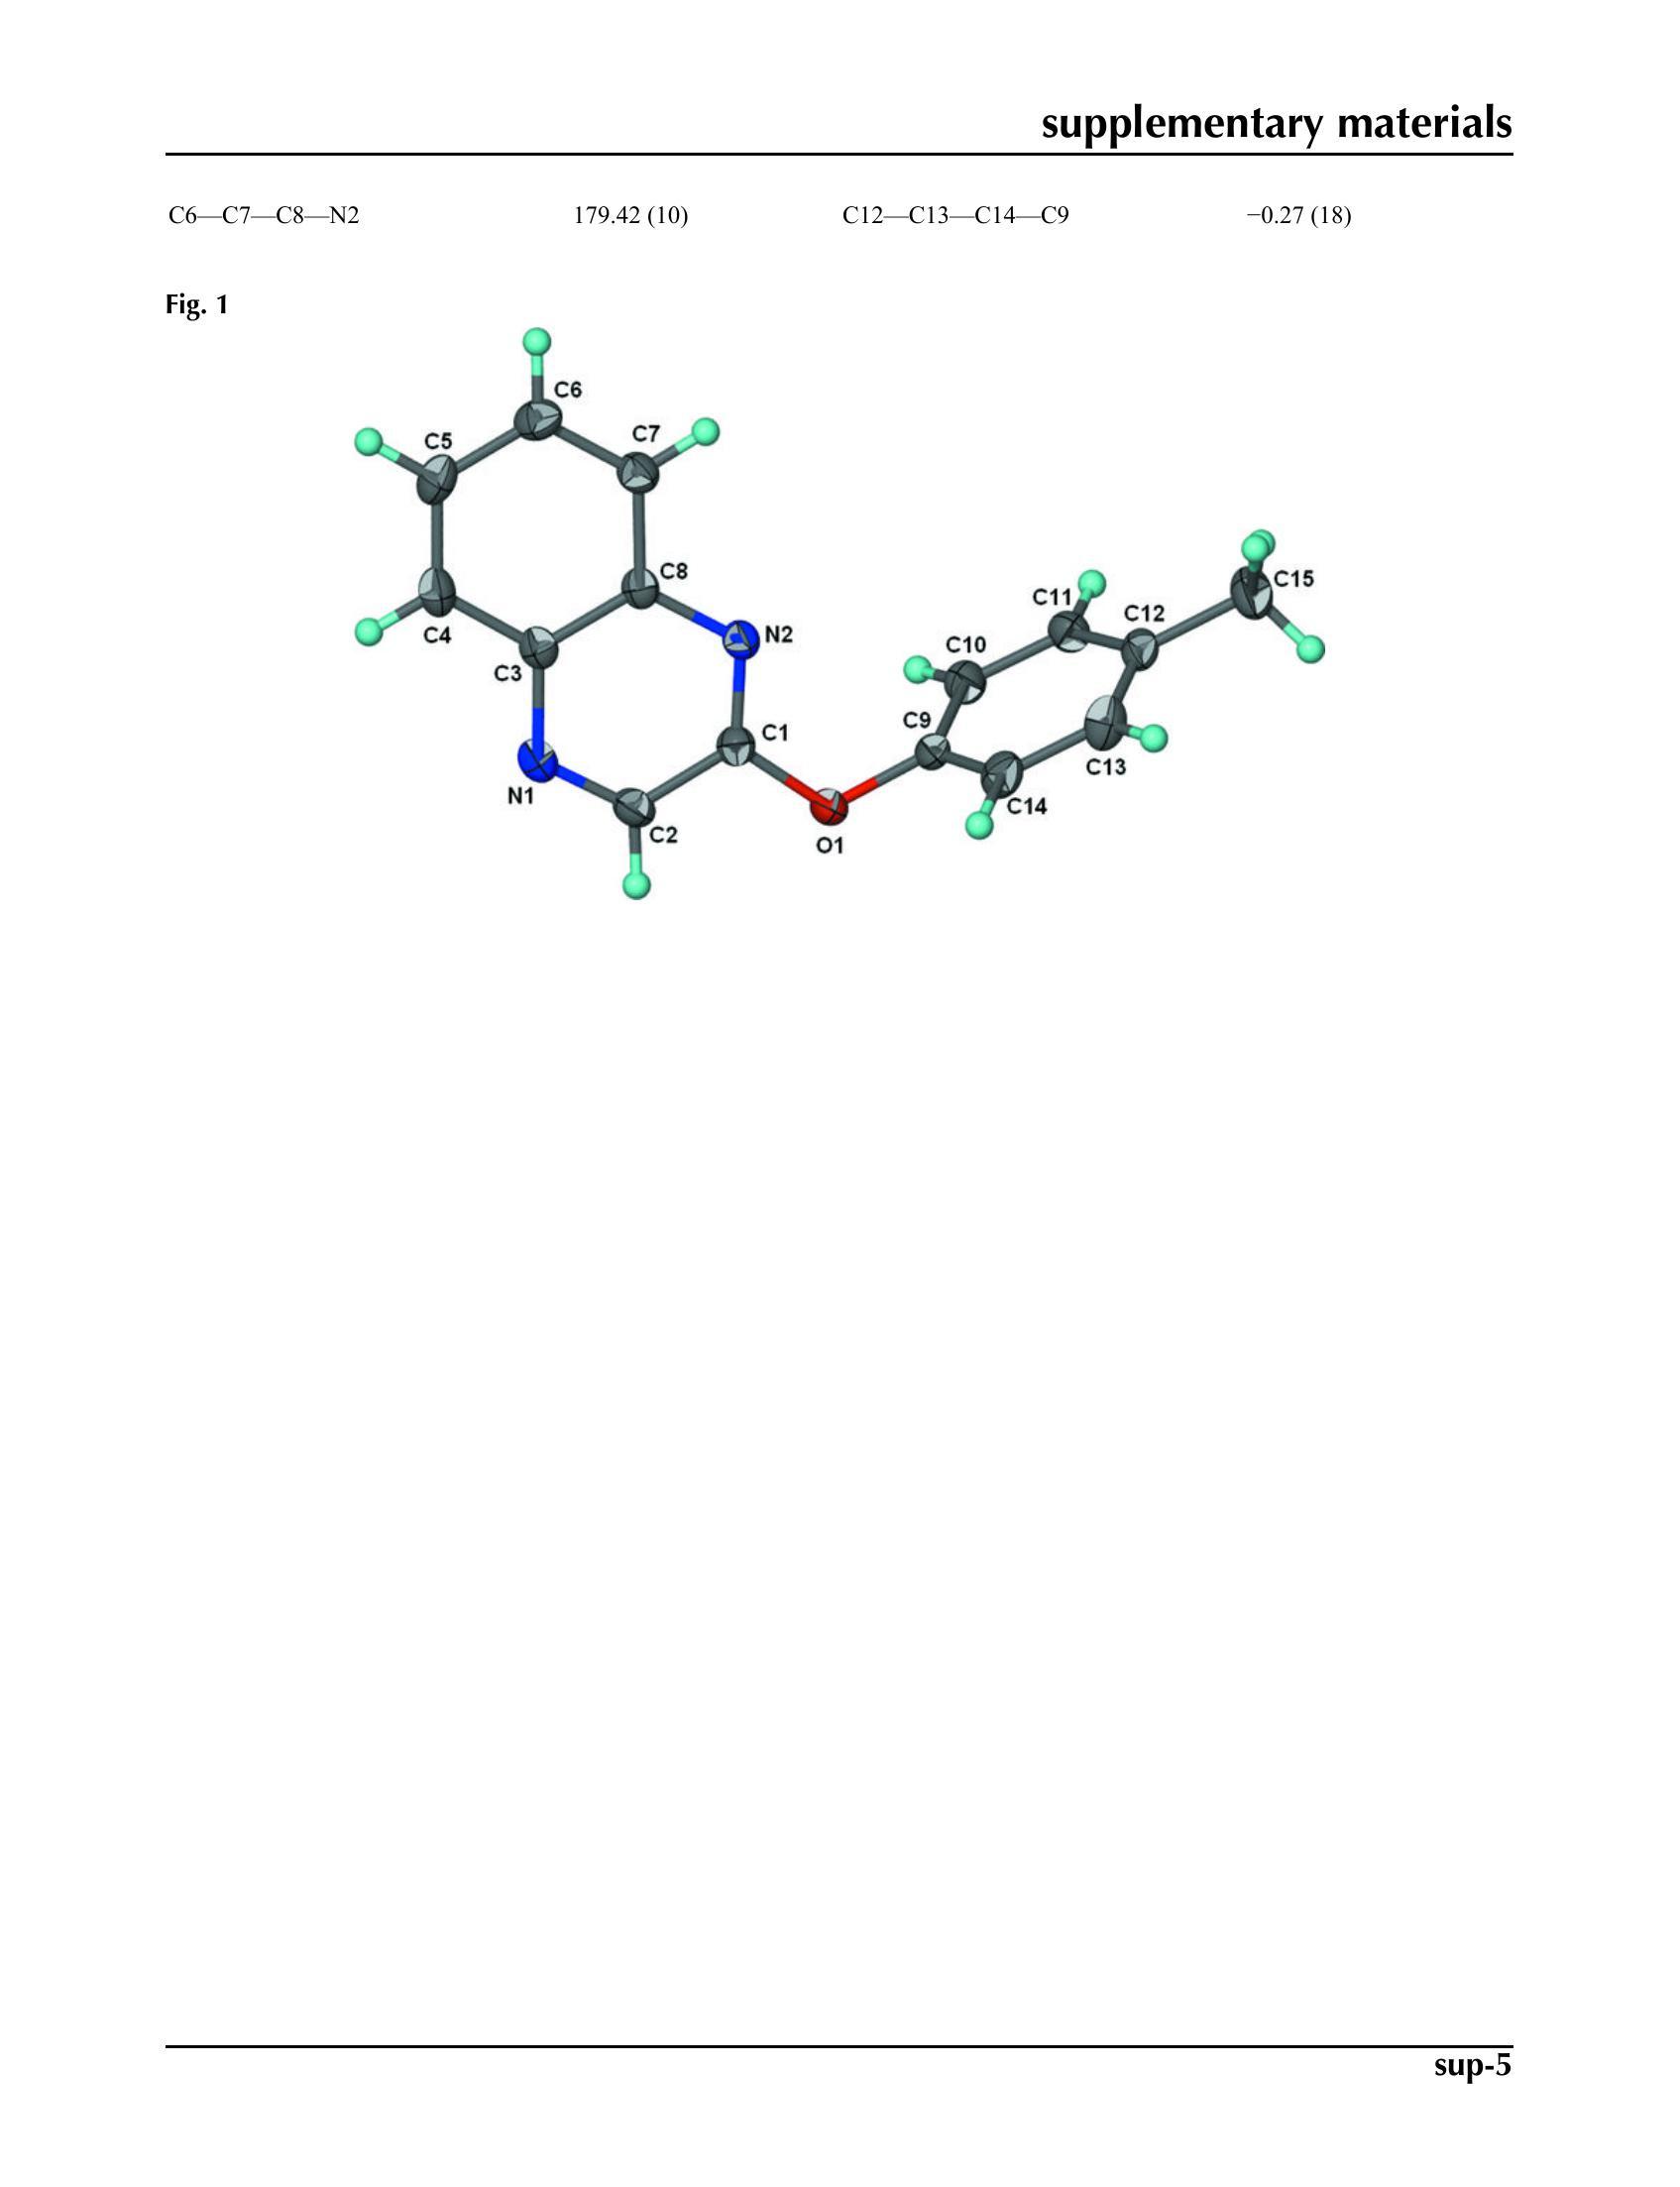 supplementary materials
C6—C7—C8—N2 179.42 (10) C12—C13—C14—C9 −0.27 (18)
Fig. 1
C6
C7
C5
C8
C15
C11
C12
C4
N2
C10
C3
C9
C1
C13
N1
C14
C2
O1
sup-5